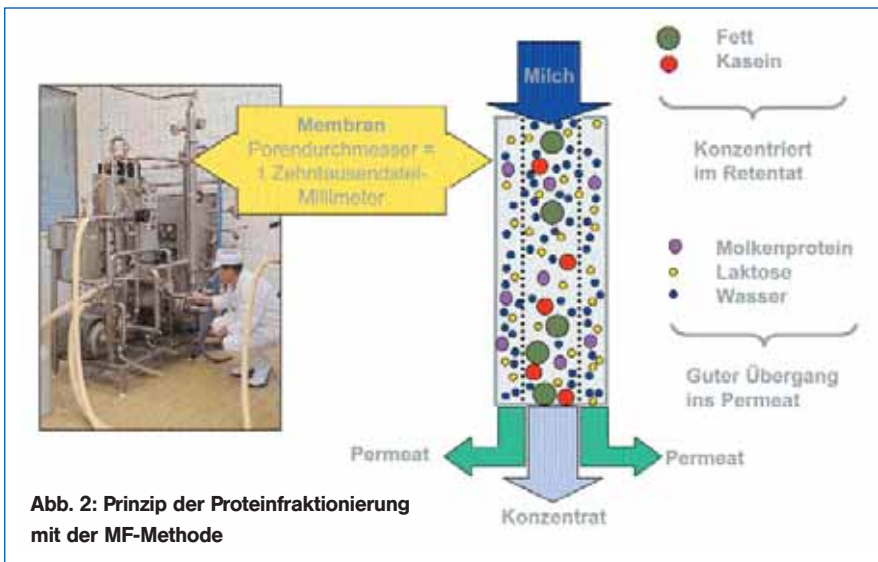 Milch
Fett
Kasein
Konzentriert
im Retentat
Membran
Porendurchmesser =
1 Zehntausendstel-
Millimeter
Molkenprotein
Laktose
Wasser
Guter Übergang
ins Permeat
Permeat
Permeat
Konzentrat
Abb. 2: Prinzip der Proteinfraktionierung
mit der MF-Methode